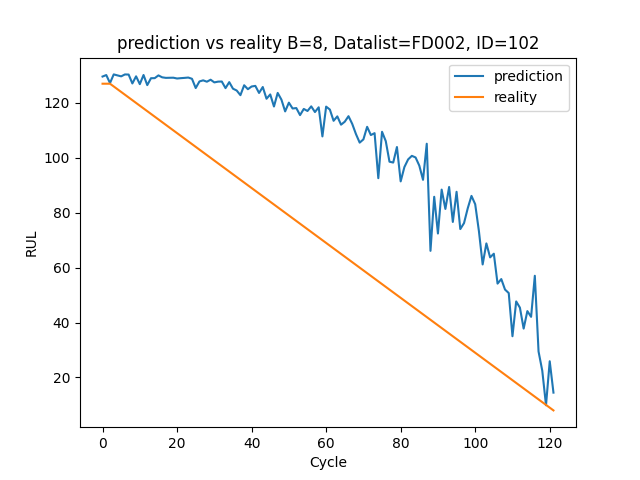 prediction vs reality B=8, Datalist=FD002, ID=102
prediction
reality
RUL
120
100
80
60
40
20
0 20 40 60 80 100 120
Cycle